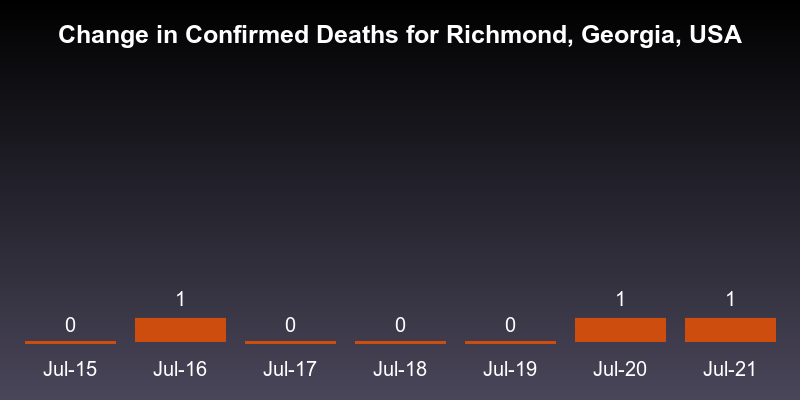 Change in Confirmed Deaths for Richmond, Georgia, USA
0 1 0 0 0 1 1
Jul-15 Jul-16 Jul-17 Jul-18 Jul-19 Jul-20 Jul-21